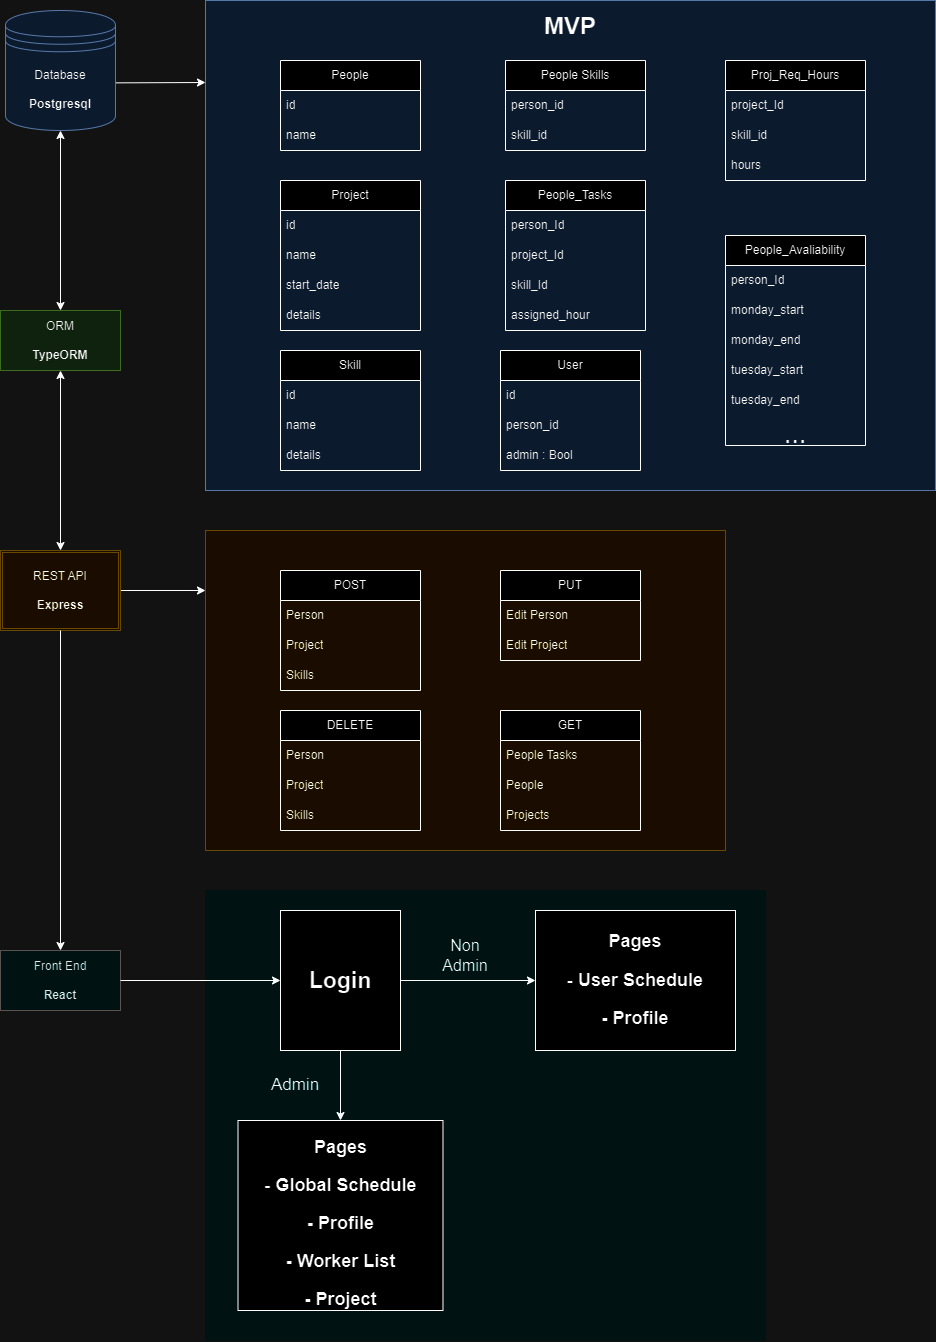 Database
Postgresql
MVP
People
id
name
People Skills
person_id
skill_id
Proj_Req_Hours
project_Id
skill_id
hours
Project
id
name
start_date
details
People_Tasks
person_Id
project_Id
skill_Id
assigned_hour
People_Avaliability
person_Id
monday_start
monday_end
tuesday_start
tuesday_end
...
ORM
TypeORM
Skill
id
name
details
User
id
person_id
admin : Bool
REST API
Express
POST
Person
Project
Skills
PUT
Edit Person
Edit Project
DELETE
Person
Project
Skills
GET
People Tasks
People
Projects
Front End
React
Login
Non
Admin
Pages
- User Schedule
- Profile
Admin
Pages
- Global Schedule
- Profile
- Worker List
- Project